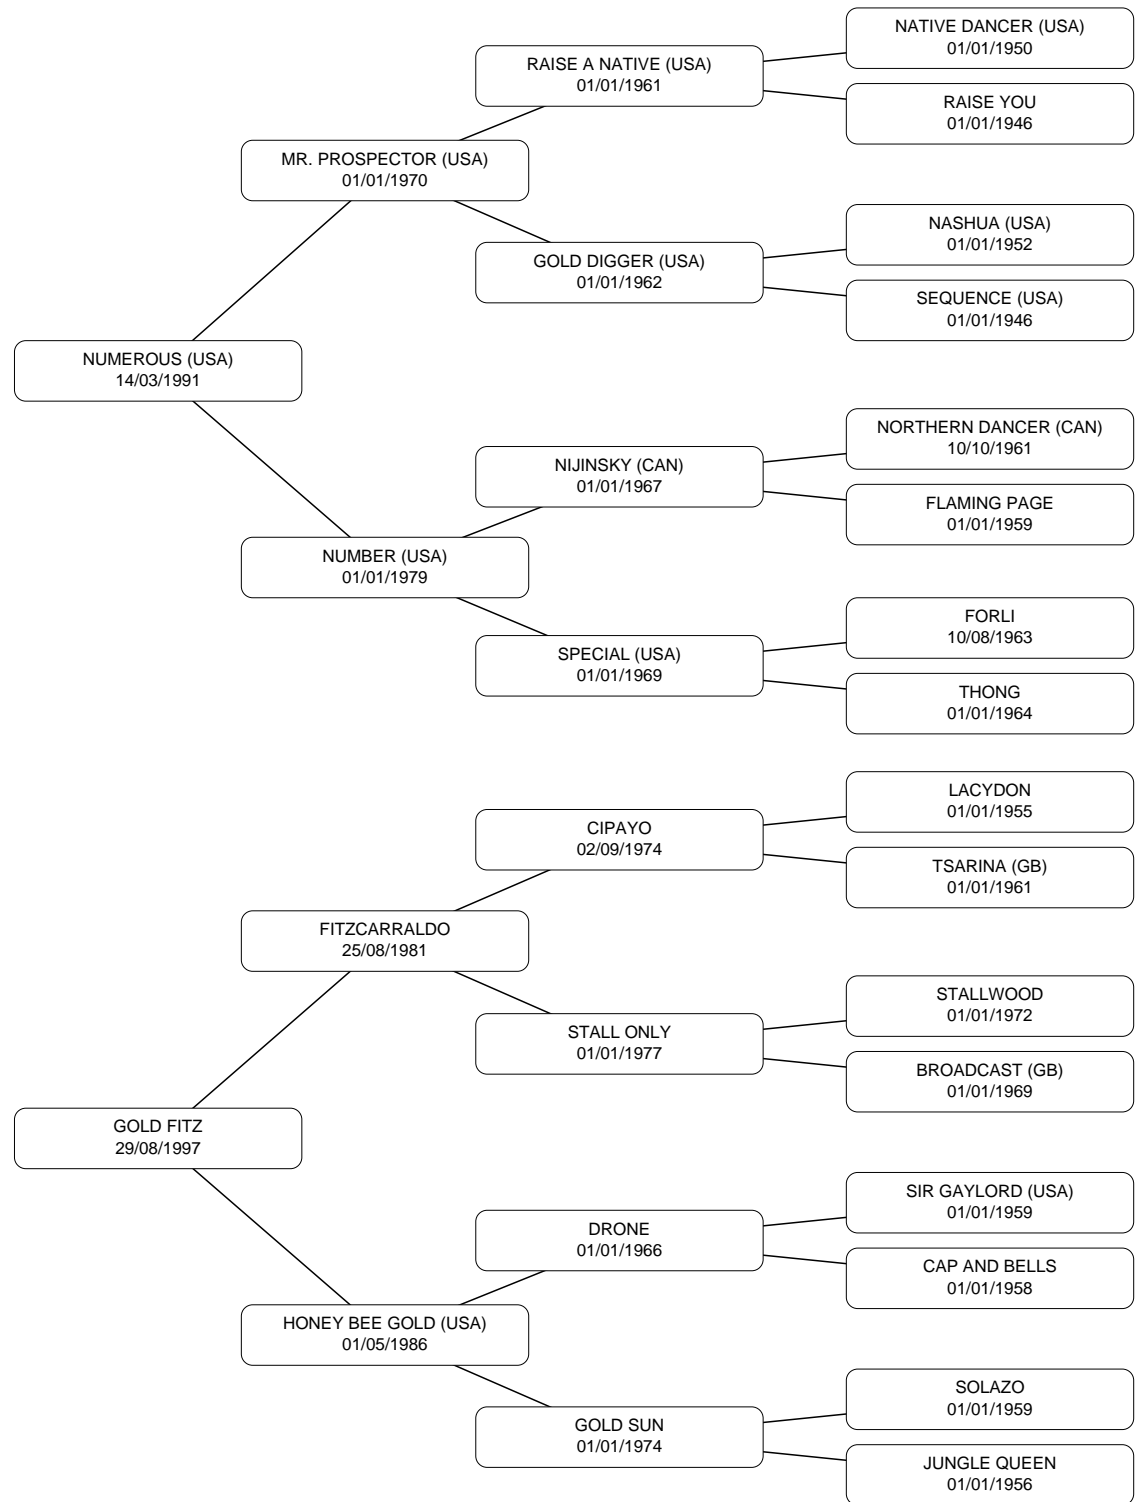 NATIVE DANCER (USA)
01/01/1950
RAISE A NATIVE (USA)
01/01/1961
RAISE YOU
01/01/1946
MR. PROSPECTOR (USA)
01/01/1970
NASHUA (USA)
01/01/1952
GOLD DIGGER (USA)
01/01/1962
SEQUENCE (USA)
01/01/1946
NUMEROUS (USA)
14/03/1991
NORTHERN DANCER (CAN)
10/10/1961
NIJINSKY (CAN)
01/01/1967
FLAMING PAGE
01/01/1959
NUMBER (USA)
01/01/1979
FORLI
10/08/1963
SPECIAL (USA)
01/01/1969
THONG
01/01/1964
LACYDON
01/01/1955
CIPAYO
02/09/1974
TSARINA (GB)
01/01/1961
FITZCARRALDO
25/08/1981
STALLWOOD
01/01/1972
STALL ONLY
01/01/1977
BROADCAST (GB)
01/01/1969
GOLD FITZ
29/08/1997
SIR GAYLORD (USA)
01/01/1959
DRONE
01/01/1966
CAP AND BELLS
01/01/1958
HONEY BEE GOLD (USA)
01/05/1986
SOLAZO
01/01/1959
GOLD SUN
01/01/1974
JUNGLE QUEEN
01/01/1956